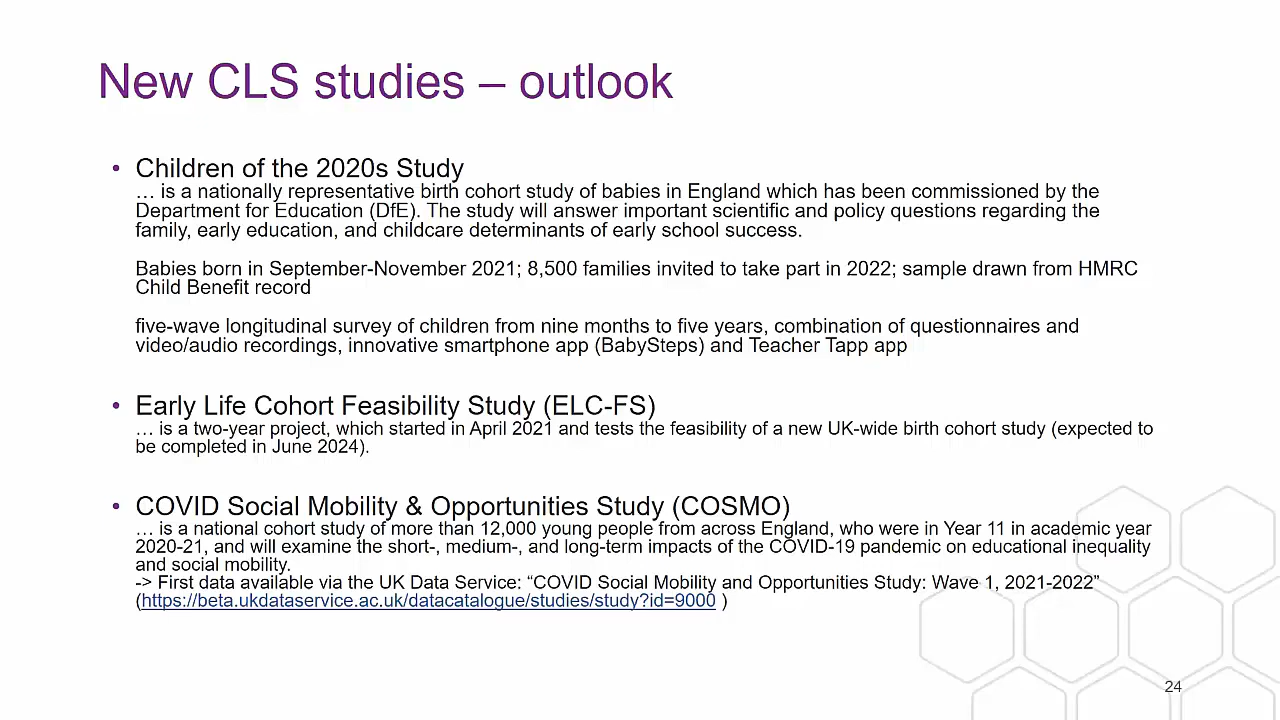 New CLS studies – outlook
• Children of the 2020s Study
… is a nationally representative birth cohort study of babies in England which has been commissioned by the
Department for Education (DfE). The study will answer important scientific and policy questions regarding the
family, early education, and childcare determinants of early school success.
Babies born in September-November 2021; 8,500 families invited to take part in 2022; sample drawn from HMRC
Child Benefit record
five-wave longitudinal survey of children from nine months to five years, combination of questionnaires and
video/audio recordings, innovative smartphone app (BabySteps) and Teacher Tapp app
• Early Life Cohort Feasibility Study (ELC-FS)
… is a two-year project, which started in April 2021 and tests the feasibility of a new UK-wide birth cohort study (expected to
be completed in June 2024).
• COVID Social Mobility & Opportunities Study (COSMO)
… is a national cohort study of more than 12,000 young people from across England, who were in Year 11 in academic year
2020-21, and will examine the short-, medium-, and long-term impacts of the COVID-19 pandemic on educational inequality
and social mobility.
-> First data available via the UK Data Service: “COVID Social Mobility and Opportunities Study: Wave 1, 2021-2022”
(https://beta.ukdataservice.ac.uk/datacatalogue/studies/study?id=9000 )
24